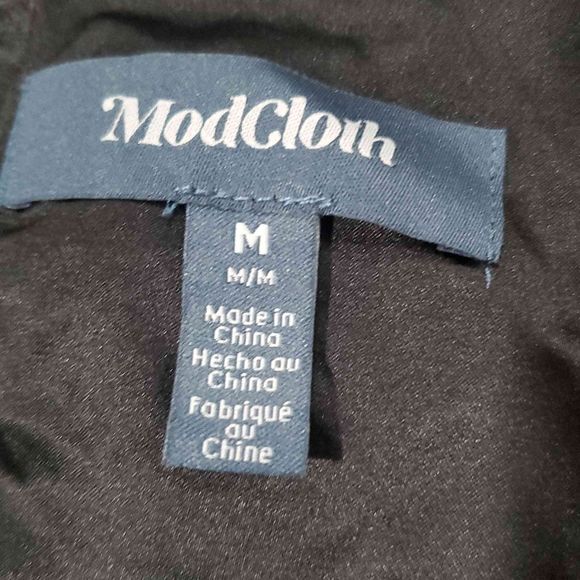 ModCloth
M
M/M
Made in
China
Hecho au
China
Fabriqué
au
Chine